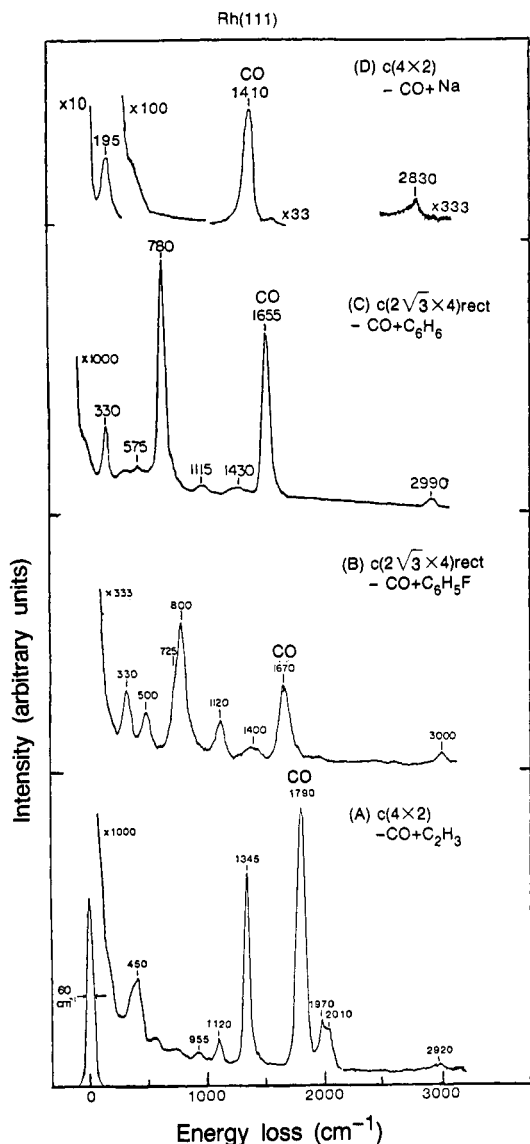 Rh(111)
(D) c(4×2)
– CO+Na
CO
1410
x10
x100
195
2830
x33
x333
780
CO
1655
(C) c(2√3×4)rect
– CO+C6H6
x1000
330
575
1115
1430
2990
(B) c(2√3×4)rect
– CO+C6H5F
x333
800
725
CO
1670
330
500
1120
1400
3000
CO
1790
(A) c(4×2)
–CO+C2H3
x1000
1345
450
60
cm⁻¹
955
1120
1970
2010
2920
Intensity (arbitrary units)
0
1000
2000
3000
Energy loss (cm⁻¹)